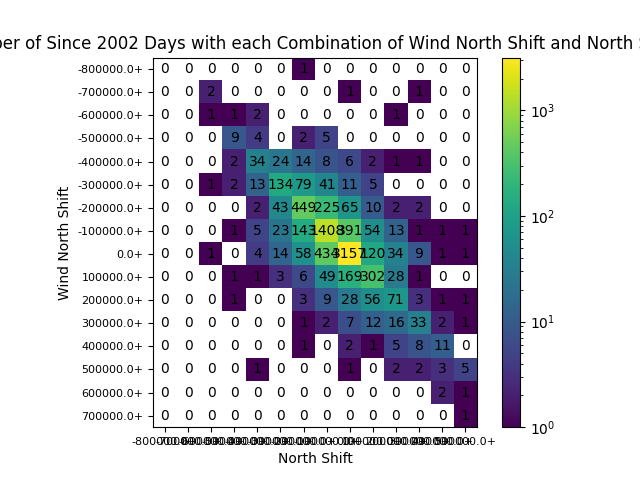 of Since 2002 Days with each Combination of Wind North Shift and North
-800000.0+ 0 0 0 0 0 0 1 0 0 0 0 0 0 0
-700000.0+ 0 0 2 0 0 0 0 0 1 0 0 1 0 0
-600000.0+ 0 0 1 1 2 0 0 0 0 0 1 0 0 0
-500000.0+ 0 0 0 9 4 0 2 5 0 0 0 0 0 0
-400000.0+ 0 0 0 2 34 24 14 8 6 2 1 1 0 0
-300000.0+ 0 0 1 2 13 134 79 41 11 5 0 0 0 0
-200000.0+ 0 0 0 0 2 43 449 225 65 10 2 2 0 0
-100000.0+ 0 0 0 1 5 23 143 1408 391 54 13 1 1 1
0.0+ 0 0 1 0 4 14 58 434 3157 120 34 9 1 1
100000.0+ 0 0 0 1 1 3 6 49 169 302 28 1 0 0
200000.0+ 0 0 0 1 0 0 3 9 28 56 71 3 1 1
300000.0+ 0 0 0 0 0 0 1 2 7 12 16 33 2 1
400000.0+ 0 0 0 0 0 0 1 0 2 1 5 8 11 0
500000.0+ 0 0 0 0 1 0 0 0 1 0 2 2 3 5
600000.0+ 0 0 0 0 0 0 0 0 0 0 0 0 2 1
700000.0+ 0 0 0 0 0 0 0 0 0 0 0 0 0 1
North Shift
Wind North Shift
10³
10²
10¹
10⁰